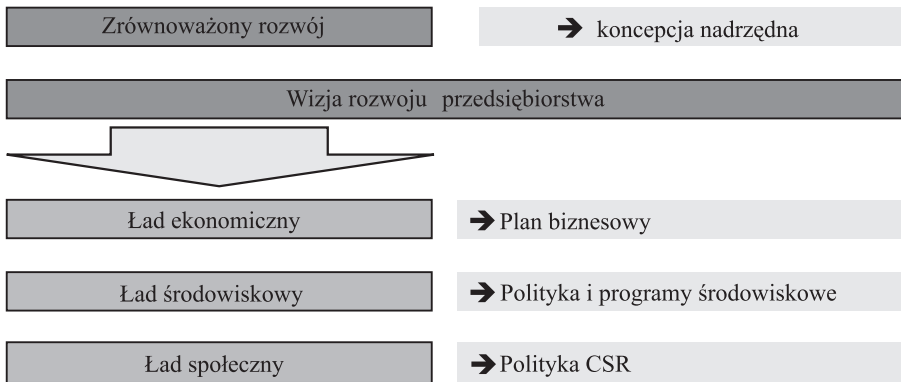 Zrównoważony rozwój ➔ koncepcja nadrzędna
Wizja rozwoju przedsiębiorstwa
Ład ekonomiczny ➔ Plan biznesowy
Ład środowiskowy ➔ Polityka i programy środowiskowe
Ład społeczny ➔ Polityka CSR